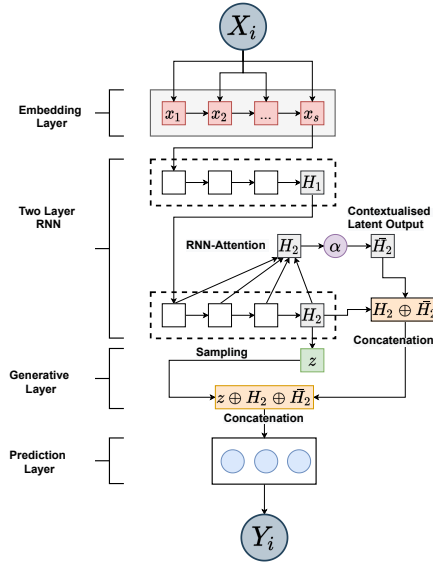 X_i
Embedding
Layer
x_1 x_2 ... x_s
Two Layer
RNN
H_1
RNN-Attention
H_2
α
Contextualised
Latent Output
H̄_2
H_2
H_2 ⊕ H̄_2
Concatenation
Sampling
z
Generative
Layer
z ⊕ H_2 ⊕ H̄_2
Concatenation
Prediction
Layer
Y_i